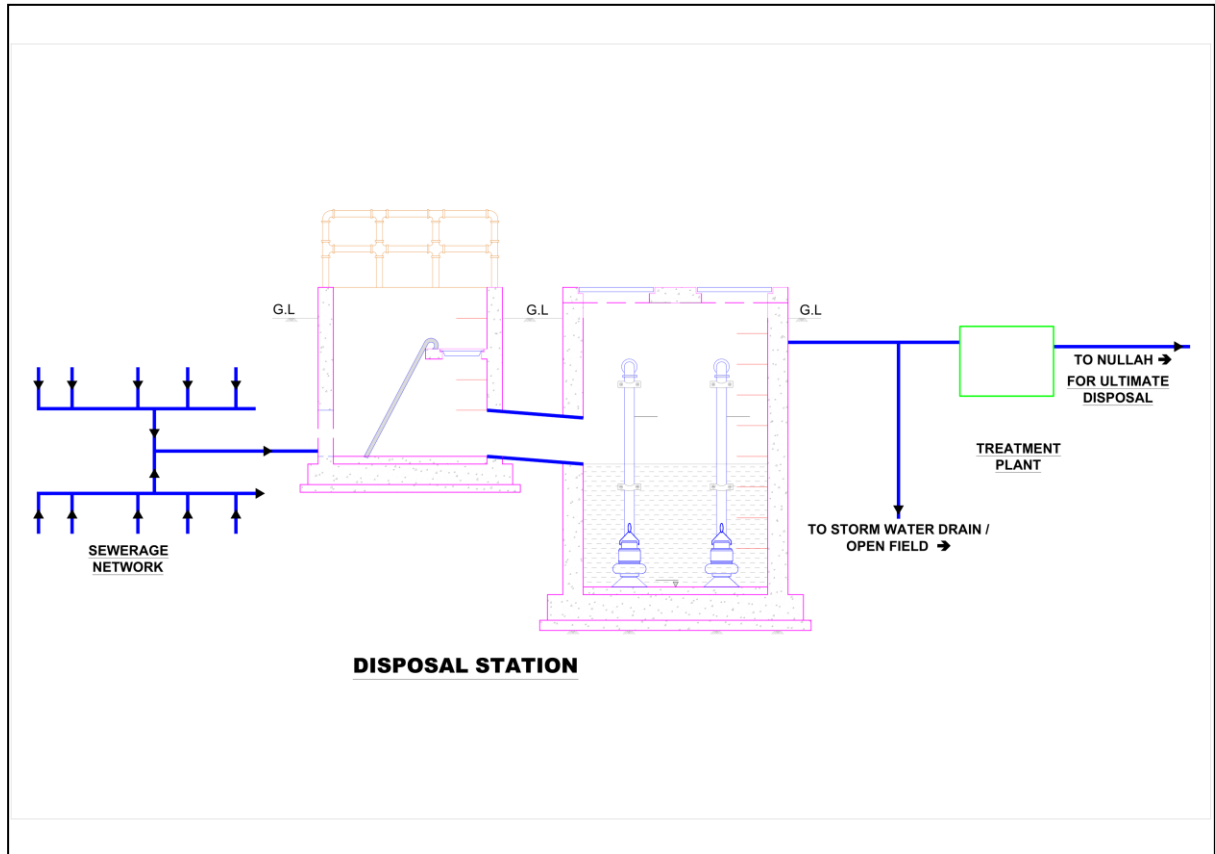 G.L
G.L
G.L
SEWERAGE
NETWORK
TO NULLAH →
FOR ULTIMATE
DISPOSAL
TREATMENT
PLANT
TO STORM WATER DRAIN /
OPEN FIELD →
DISPOSAL STATION